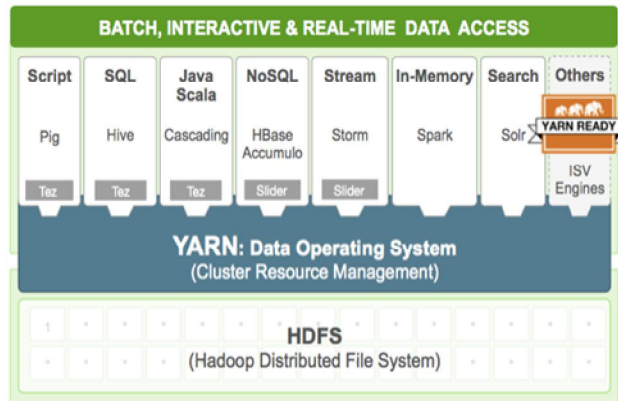 BATCH, INTERACTIVE & REAL-TIME DATA ACCESS
Script
Pig
Tez
SQL
Hive
Tez
Java
Scala
Cascading
Tez
NoSQL
HBase
Accumulo
Slider
Stream
Storm
Slider
In-Memory
Spark
Search
Solr
Others
YARN READY
ISV
Engines
YARN: Data Operating System
(Cluster Resource Management)
1
HDFS
(Hadoop Distributed File System)